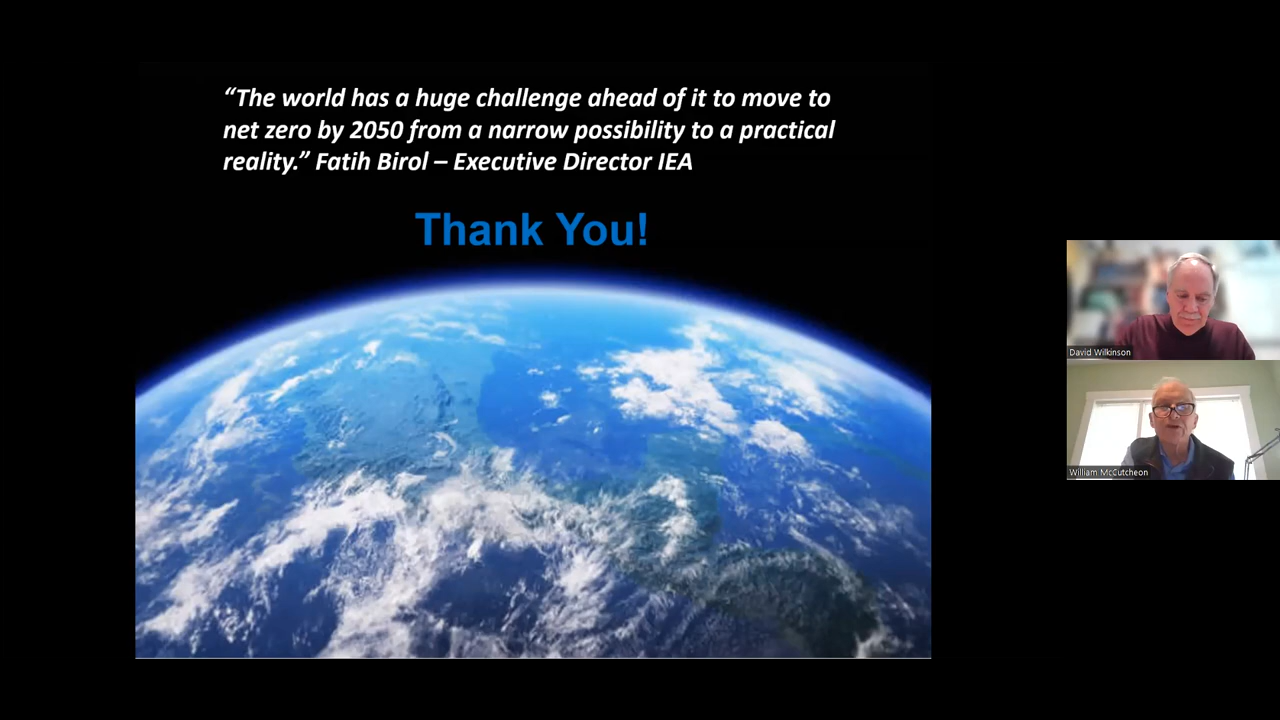 “The world has a huge challenge ahead of it to move to
net zero by 2050 from a narrow possibility to a practical
reality.” Fatih Birol – Executive Director IEA
Thank You!
David Wilkinson
William McCutcheon